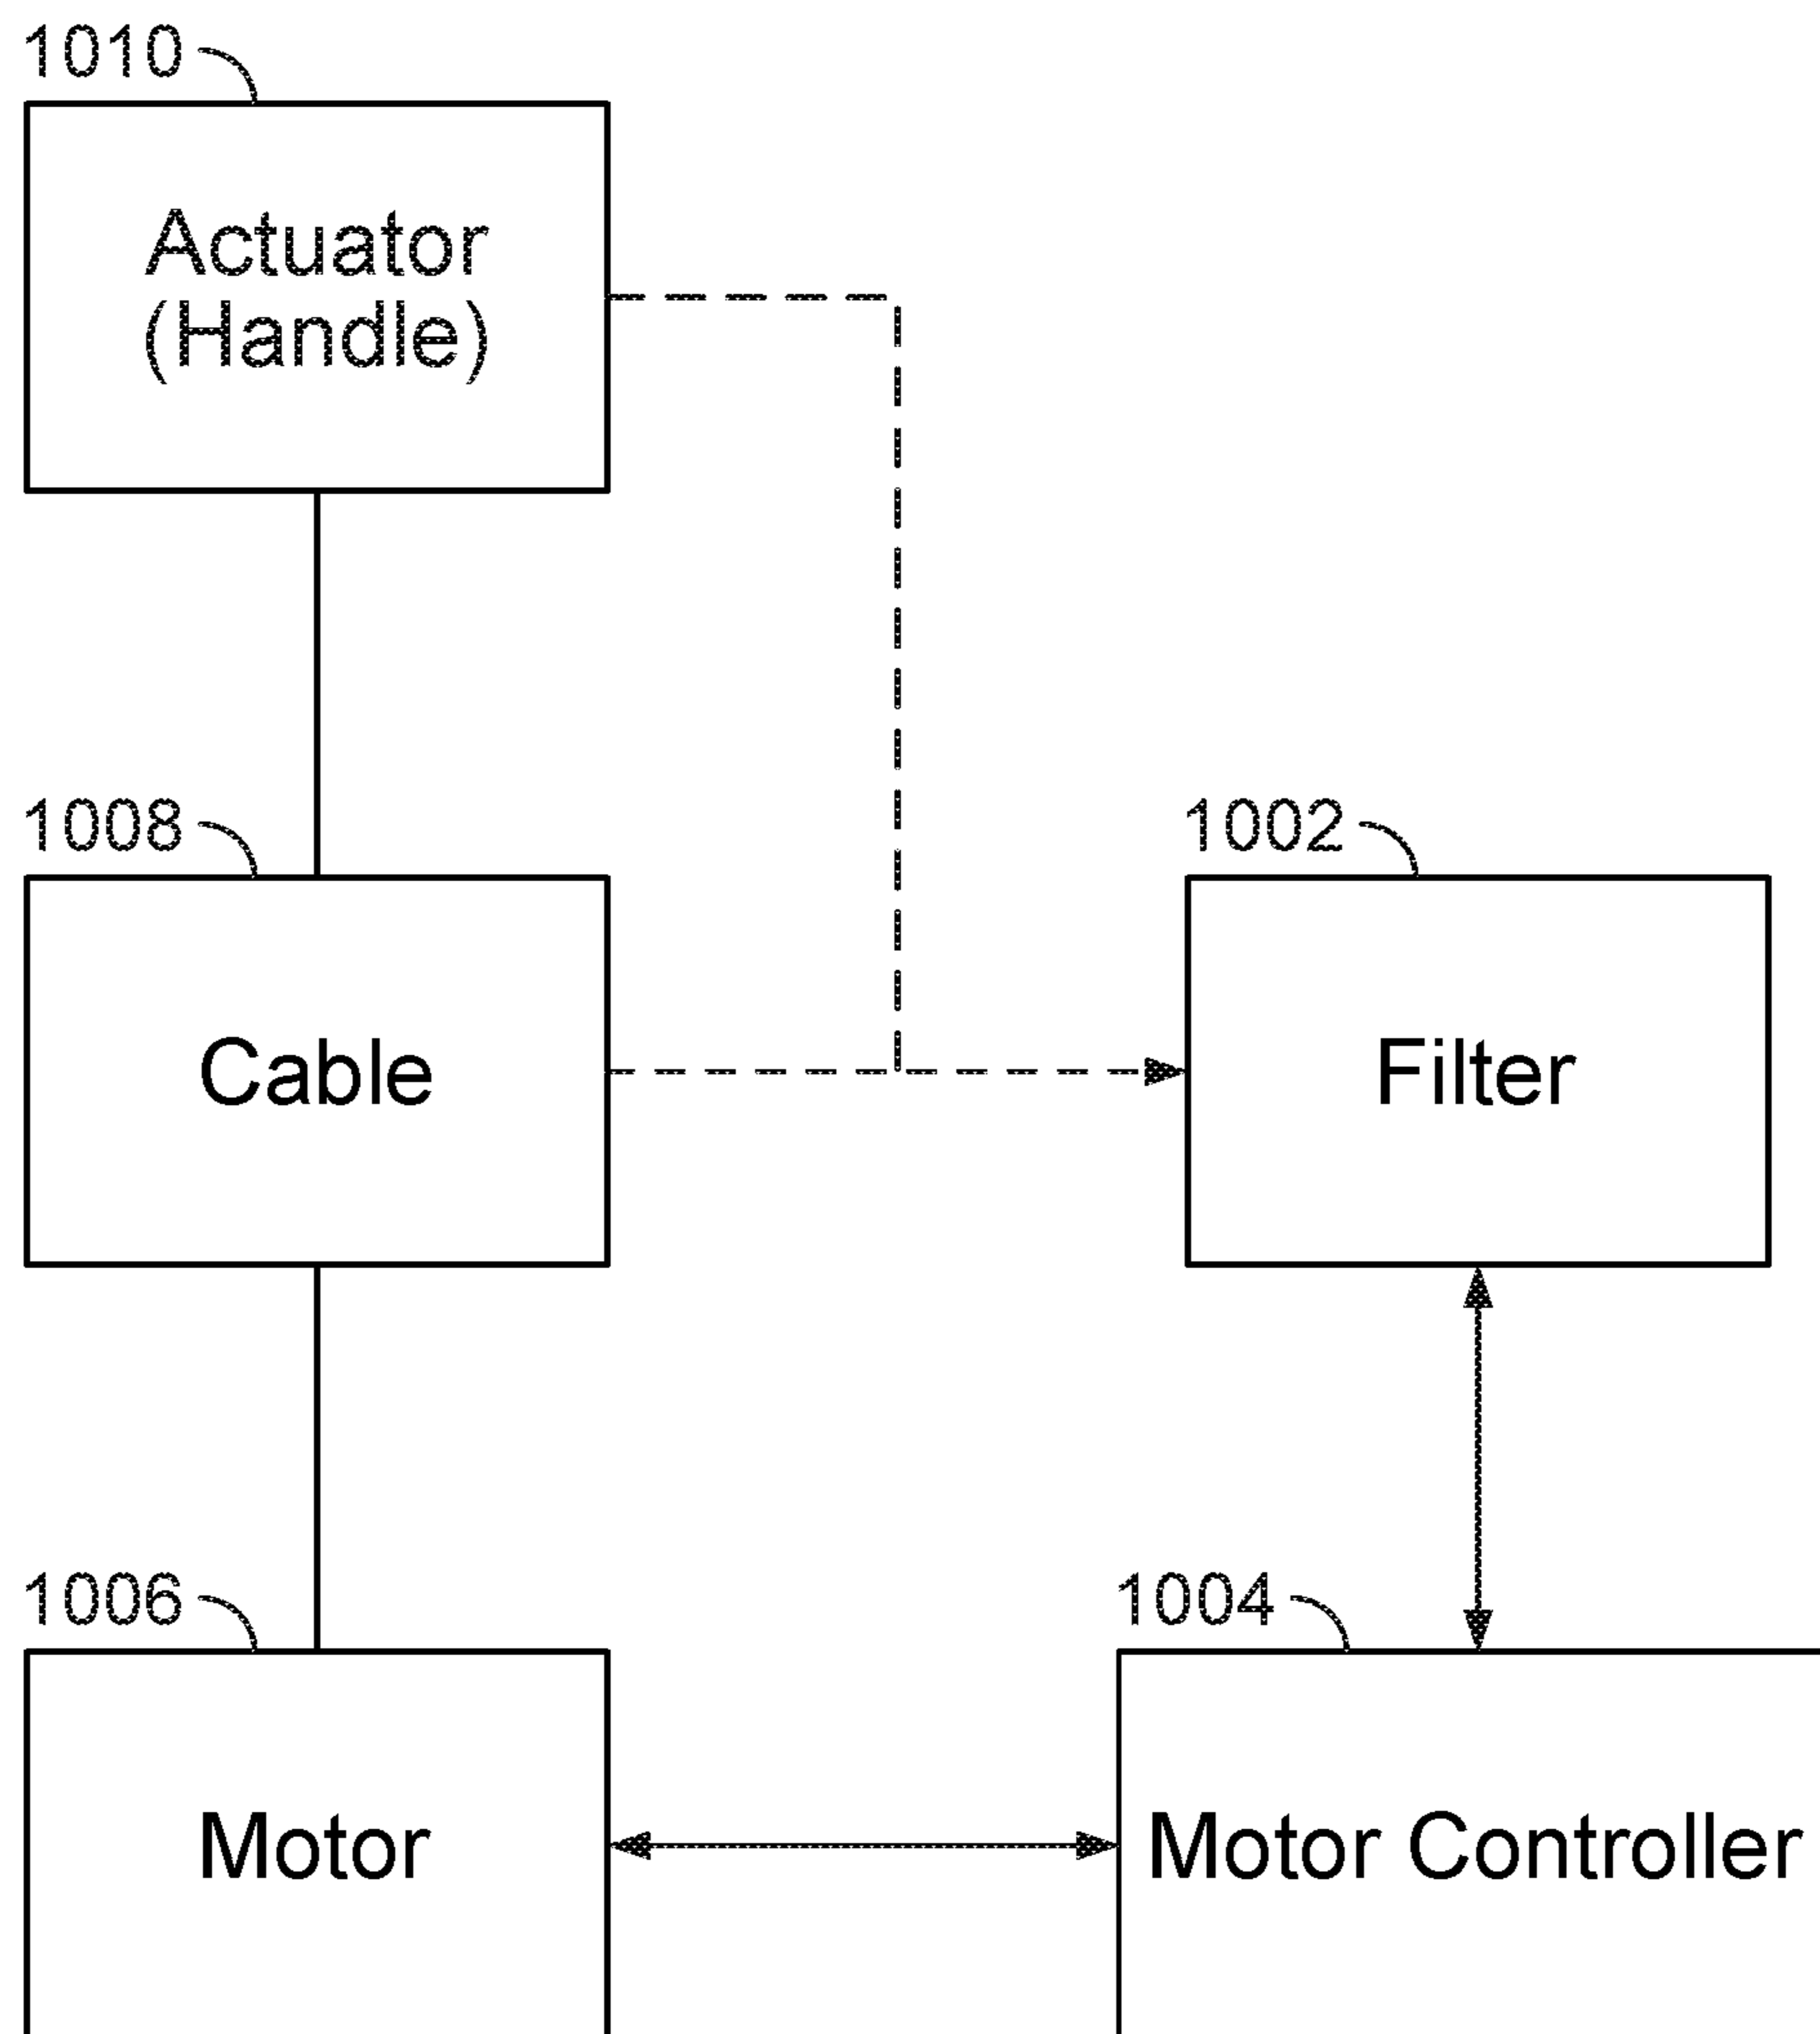 1010
Actuator
(Handle)
1008
Cable
1002
Filter
1006
Motor
1004
Motor Controller